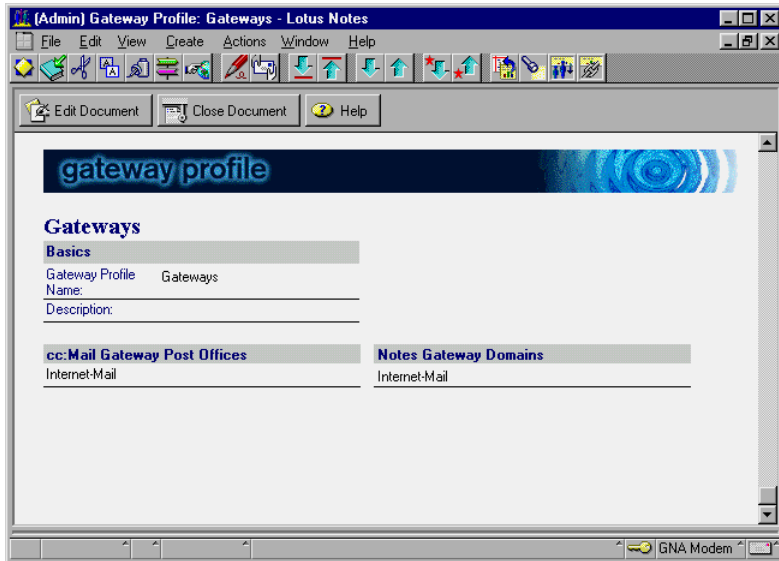 (Admin) Gateway Profile: Gateways - Lotus Notes
File Edit View Create Actions Window Help
Edit Document Close Document Help
gateway profile
Gateways
Basics
Gateway Profile Name: Gateways
Description:
cc:Mail Gateway Post Offices Notes Gateway Domains
Internet-Mail Internet-Mail
GNA Modem